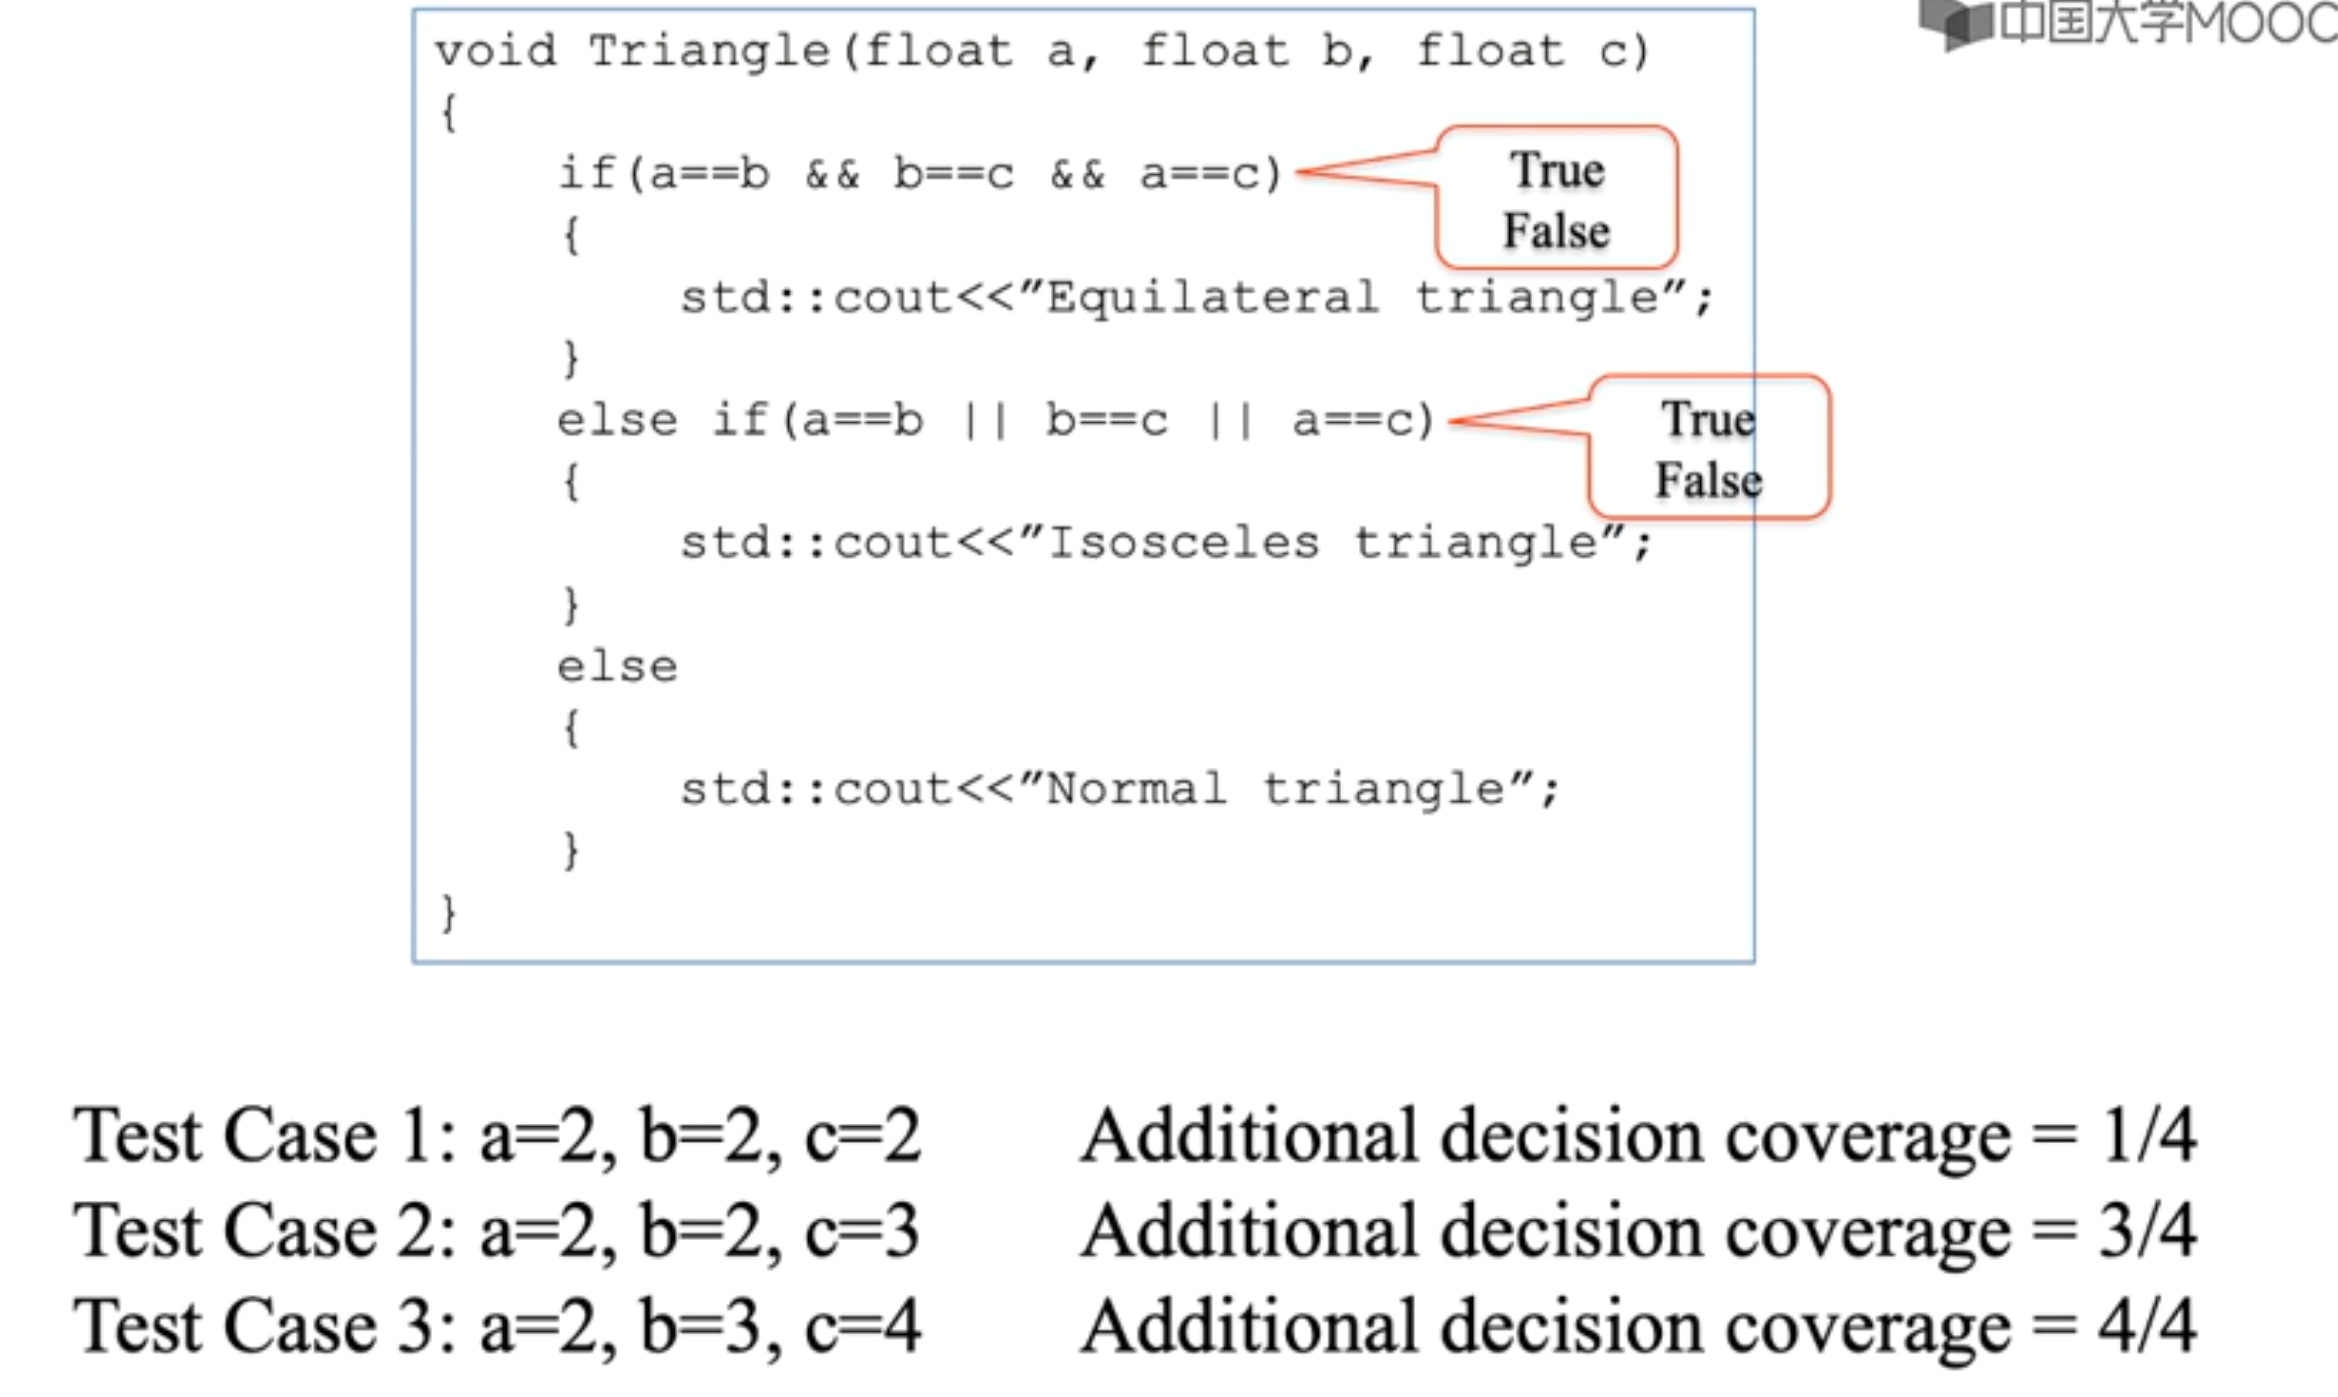 中国大学MOOC
void Triangle(float a, float b, float c)
{
if(a==b && b==c && a==c)
True
False
{
std::cout<<”Equilateral triangle”;
}
else if(a==b || b==c || a==c)
True
False
{
std::cout<<”Isosceles triangle”;
}
else
{
std::cout<<”Normal triangle”;
}
}
Test Case 1: a=2, b=2, c=2 Additional decision coverage = 1/4
Test Case 2: a=2, b=2, c=3 Additional decision coverage = 3/4
Test Case 3: a=2, b=3, c=4 Additional decision coverage = 4/4